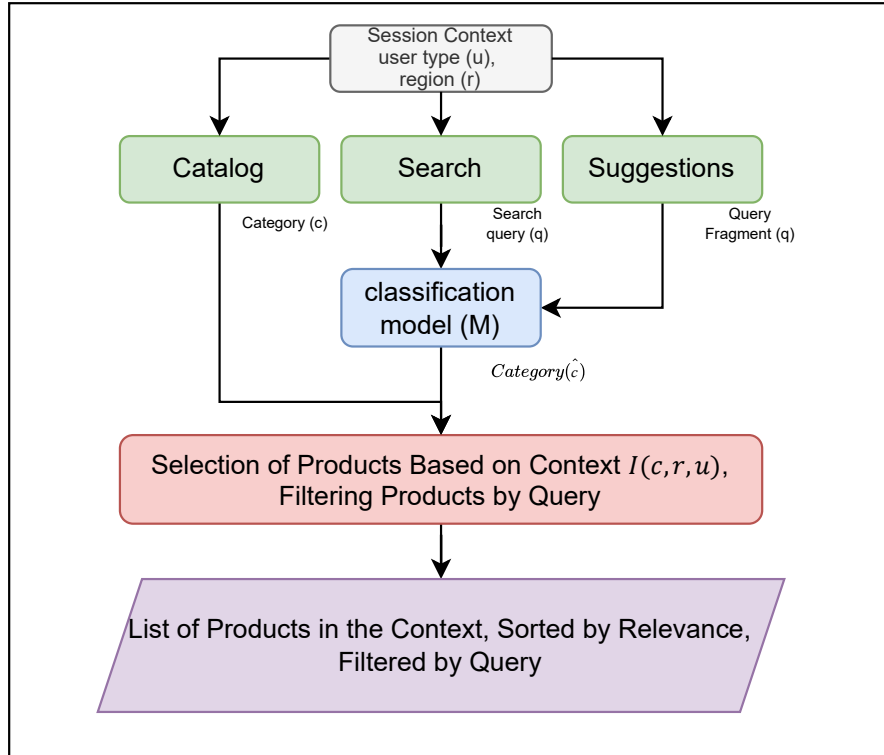 Session Context
user type (u),
region (r)
Catalog
Search
Suggestions
Category (c)
Search
query (q)
Query
Fragment (q)
classification
model (M)
Category(ĉ)
Selection of Products Based on Context I(c,r,u),
Filtering Products by Query
List of Products in the Context, Sorted by Relevance,
Filtered by Query